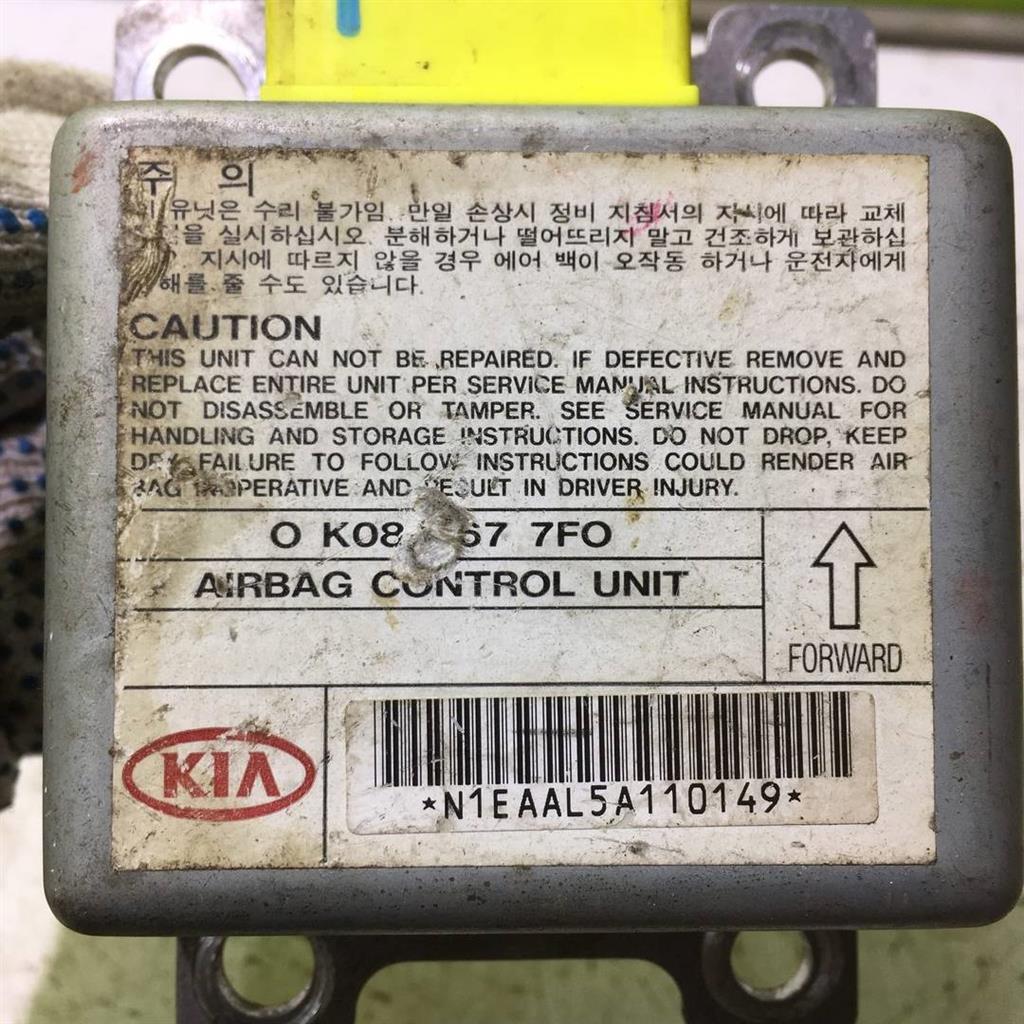 주 의
유닛은 수리 불가임. 만일 손상시 정비 지침서의 지시에 따라 교체
실시하십시오. 분해하거나 떨어뜨리지 말고 건조하게 보관하십
지시에 따르지 않을 경우 에어 백이 오작동 하거나 운전자에게
해를 줄 수도 있습니다.
CAUTION
THIS UNIT CAN NOT BE REPAIRED. IF DEFECTIVE REMOVE AND
REPLACE ENTIRE UNIT PER SERVICE MANUAL INSTRUCTIONS. DO
NOT DISASSEMBLE OR TAMPER. SEE SERVICE MANUAL FOR
HANDLING AND STORAGE INSTRUCTIONS. DO NOT DROP, KEEP
DRY. FAILURE TO FOLLOW INSTRUCTIONS COULD RENDER AIR
BAG INOPERATIVE AND RESULT IN DRIVER INJURY.
O K08 67 7FO
AIRBAG CONTROL UNIT
FORWARD
KIA
*N1EAAL5A110149*